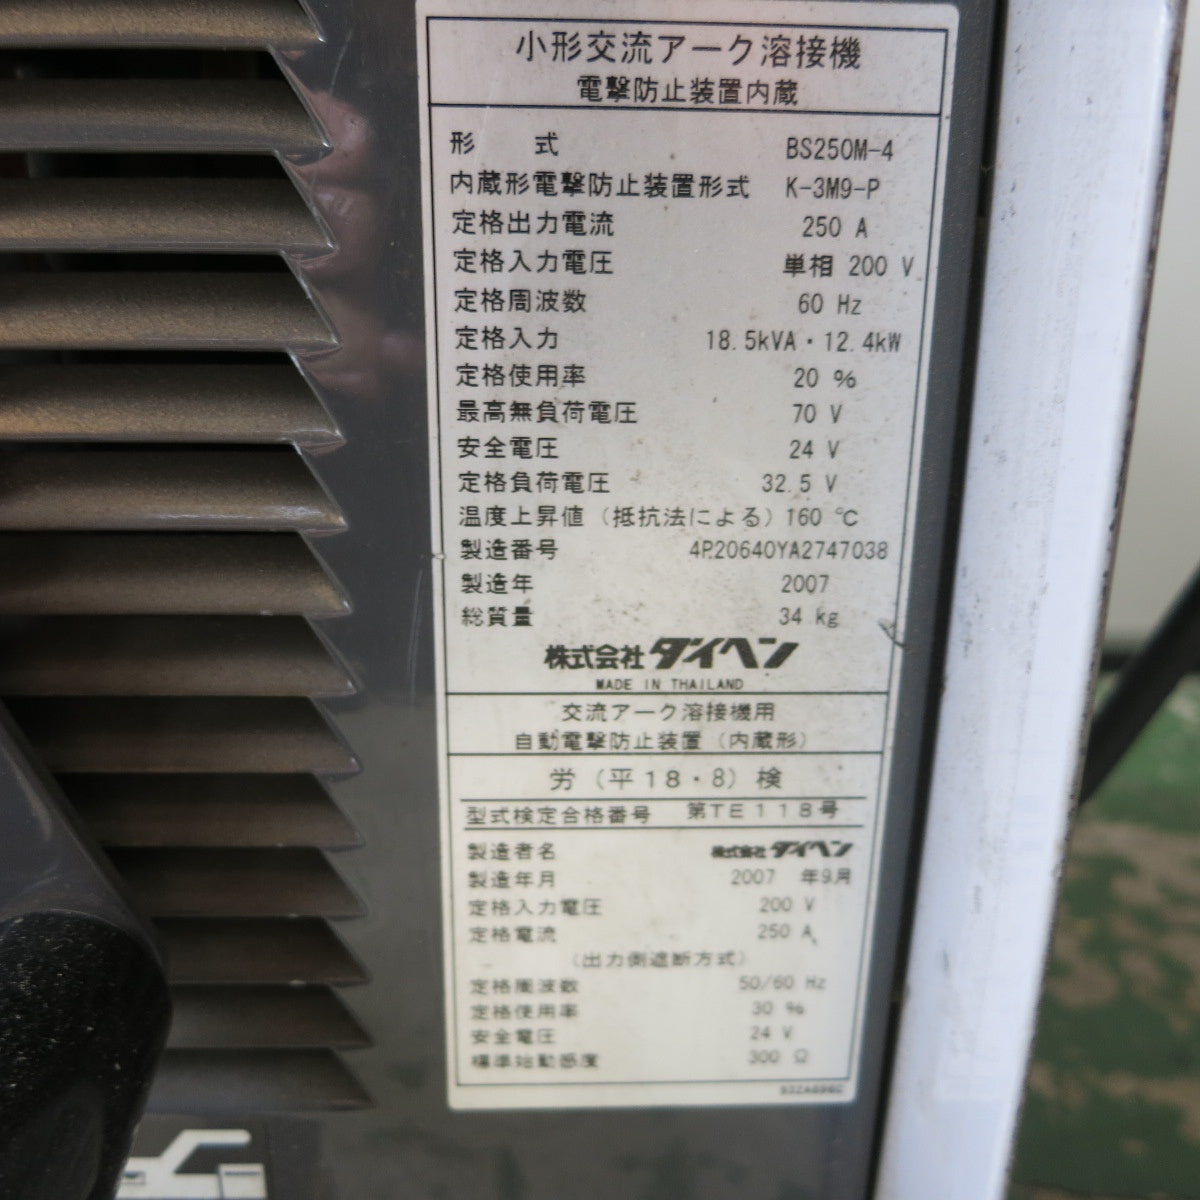 小形交流アーク溶接機
電撃防止装置内蔵
形 式 BS250M-4
内蔵形電撃防止装置形式 K-3M9-P
定格出力電流 250 A
定格入力電圧 単相 200 V
定格周波数 60 Hz
定格入力 18.5kVA・12.4kW
定格使用率 20 %
最高無負荷電圧 70 V
安全電圧 24 V
定格負荷電圧 32.5 V
温度上昇値(抵抗法による) 160 ℃
製造番号 4P20640YA2747038
製造年 2007
総質量 34 kg
株式会社ダイヘン
MADE IN THAILAND
交流アーク溶接機用
自動電撃防止装置(内蔵形)
労(平18・8)検
型式検定合格番号 第TE118号
製造者名 株式会社ダイヘン
製造年月 2007 年9月
定格入力電圧 200 V
定格電流 250 A
(出力側遮断方式)
定格周波数 50/60 Hz
定格使用率 30 %
安全電圧 24 V
標準始動感度 300 Ω